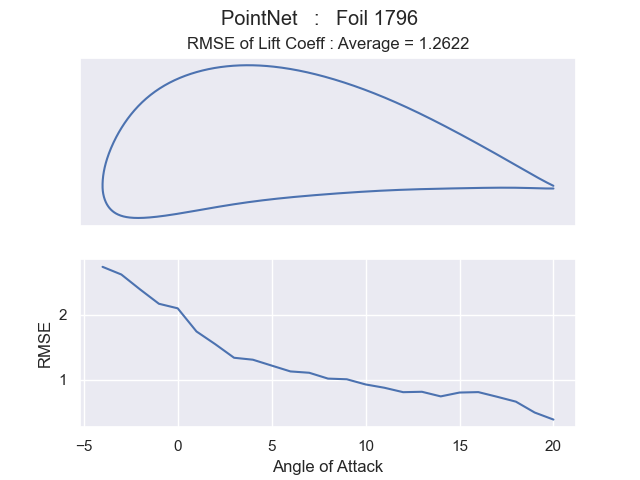 PointNet   :   Foil 1796
RMSE of Lift Coeff : Average = 1.2622
RMSE
2
1
−5
0
5
10
15
20
Angle of Attack